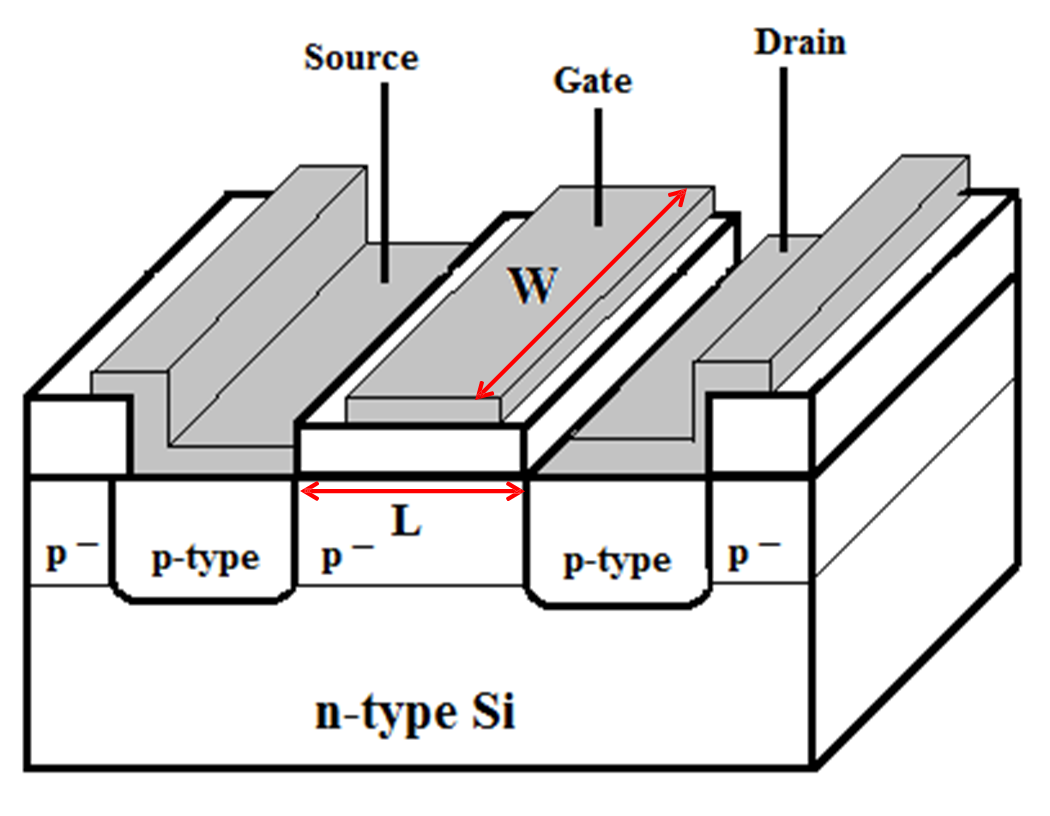 Source
Gate
Drain
W
L
p – p-type p – p-type p –
n-type Si